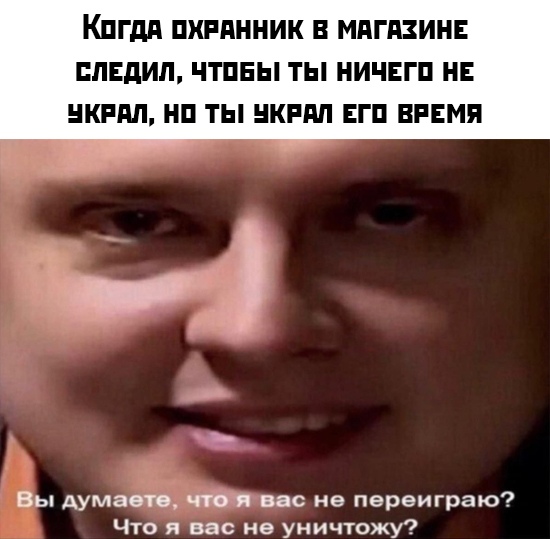 Когда охранник в магазине
следил, чтобы ты ничего не
украл, но ты украл его время
Вы думаете, что я вас не переиграю?
Что я вас не уничтожу?